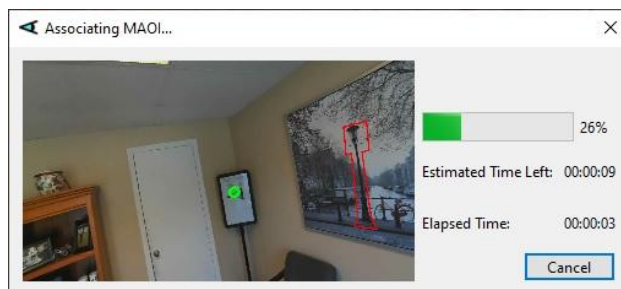 Associating MAOI...
26%
Estimated Time Left: 00:00:09
Elapsed Time: 00:00:03
Cancel